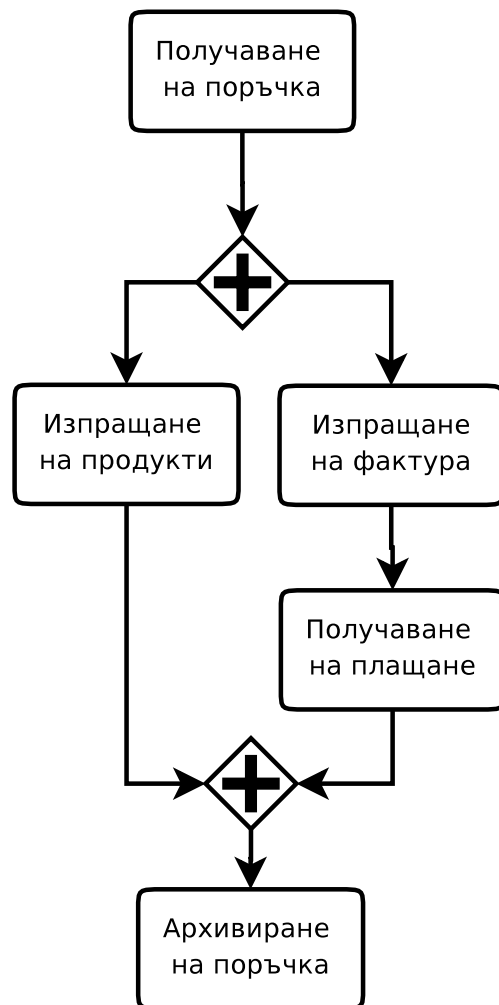 Получаване
на поръчка
Изпращане
на продукти
Изпращане
на фактура
Получаване
на плащане
Архивиране
на поръчка